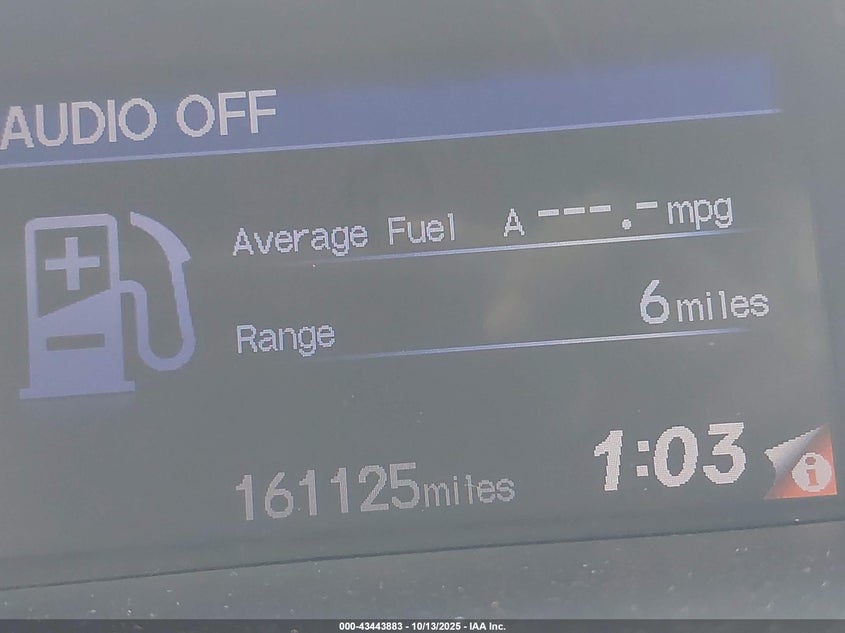 AUDIO OFF
Average Fuel A ---.- mpg
Range 6 miles
161125 miles 1:03 i
000-43443883 - 10/13/2025 - IAA Inc.